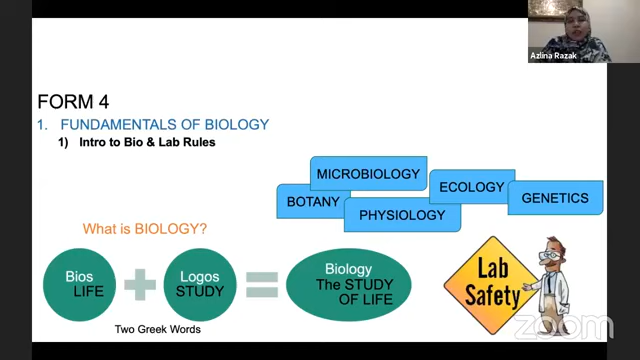 Azlina Razak
FORM 4
1. FUNDAMENTALS OF BIOLOGY
1) Intro to Bio & Lab Rules
MICROBIOLOGY
ECOLOGY
GENETICS
BOTANY
PHYSIOLOGY
What is BIOLOGY?
Bios
LIFE
Logos
STUDY
Biology
The STUDY
OF LIFE
Two Greek Words
Lab
Safety
zoom